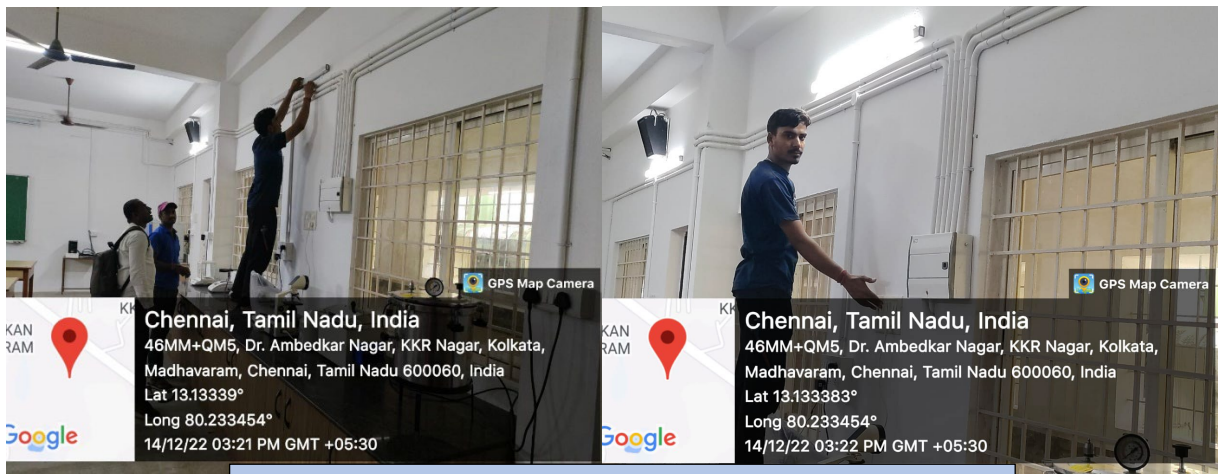 GPS Map Camera
KK
KAN
RAM
Google
Chennai, Tamil Nadu, India
46MM+QM5, Dr. Ambedkar Nagar, KKR Nagar, Kolkata,
Madhavaram, Chennai, Tamil Nadu 600060, India
Lat 13.13339°
Long 80.233454°
14/12/22 03:21 PM GMT +05:30
GPS Map Camera
KK
KAN
RAM
Google
Chennai, Tamil Nadu, India
46MM+QM5, Dr. Ambedkar Nagar, KKR Nagar, Kolkata,
Madhavaram, Chennai, Tamil Nadu 600060, India
Lat 13.133383°
Long 80.233454°
14/12/22 03:22 PM GMT +05:30